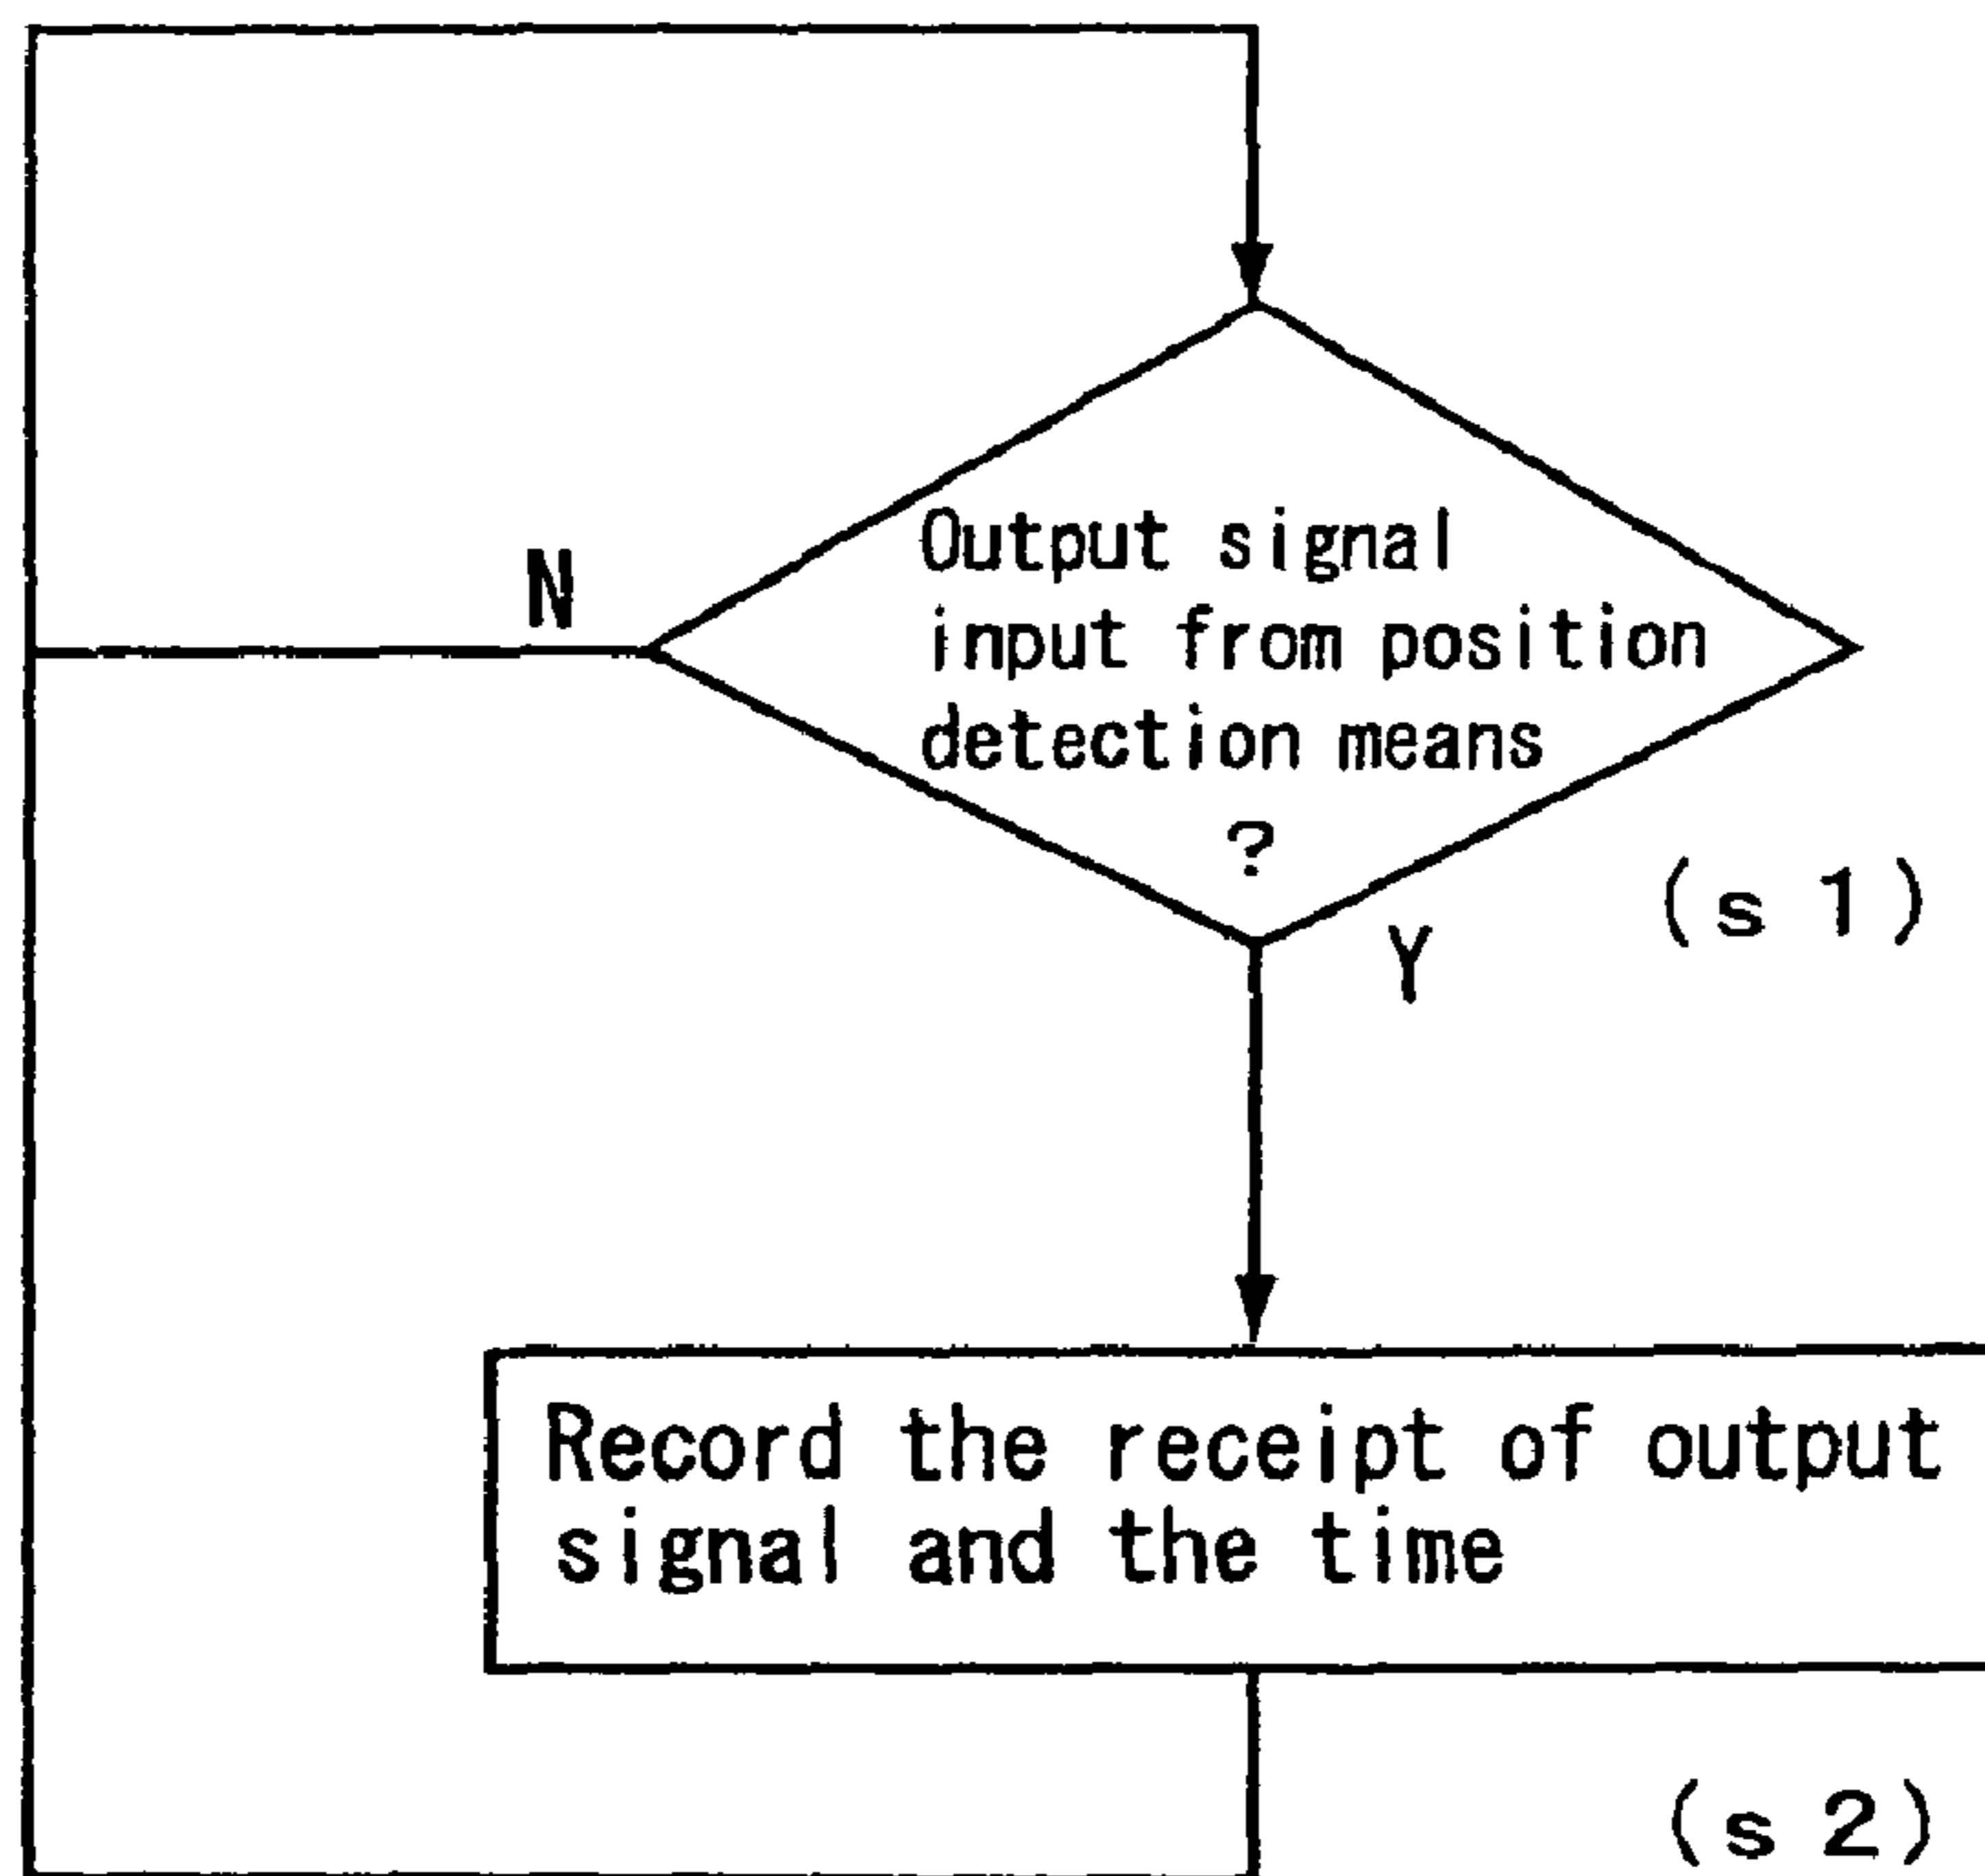 Output signal
N
input from position
detection means
?
(s 1)
Y
Record the receipt of output
signal and the time
(s 2)